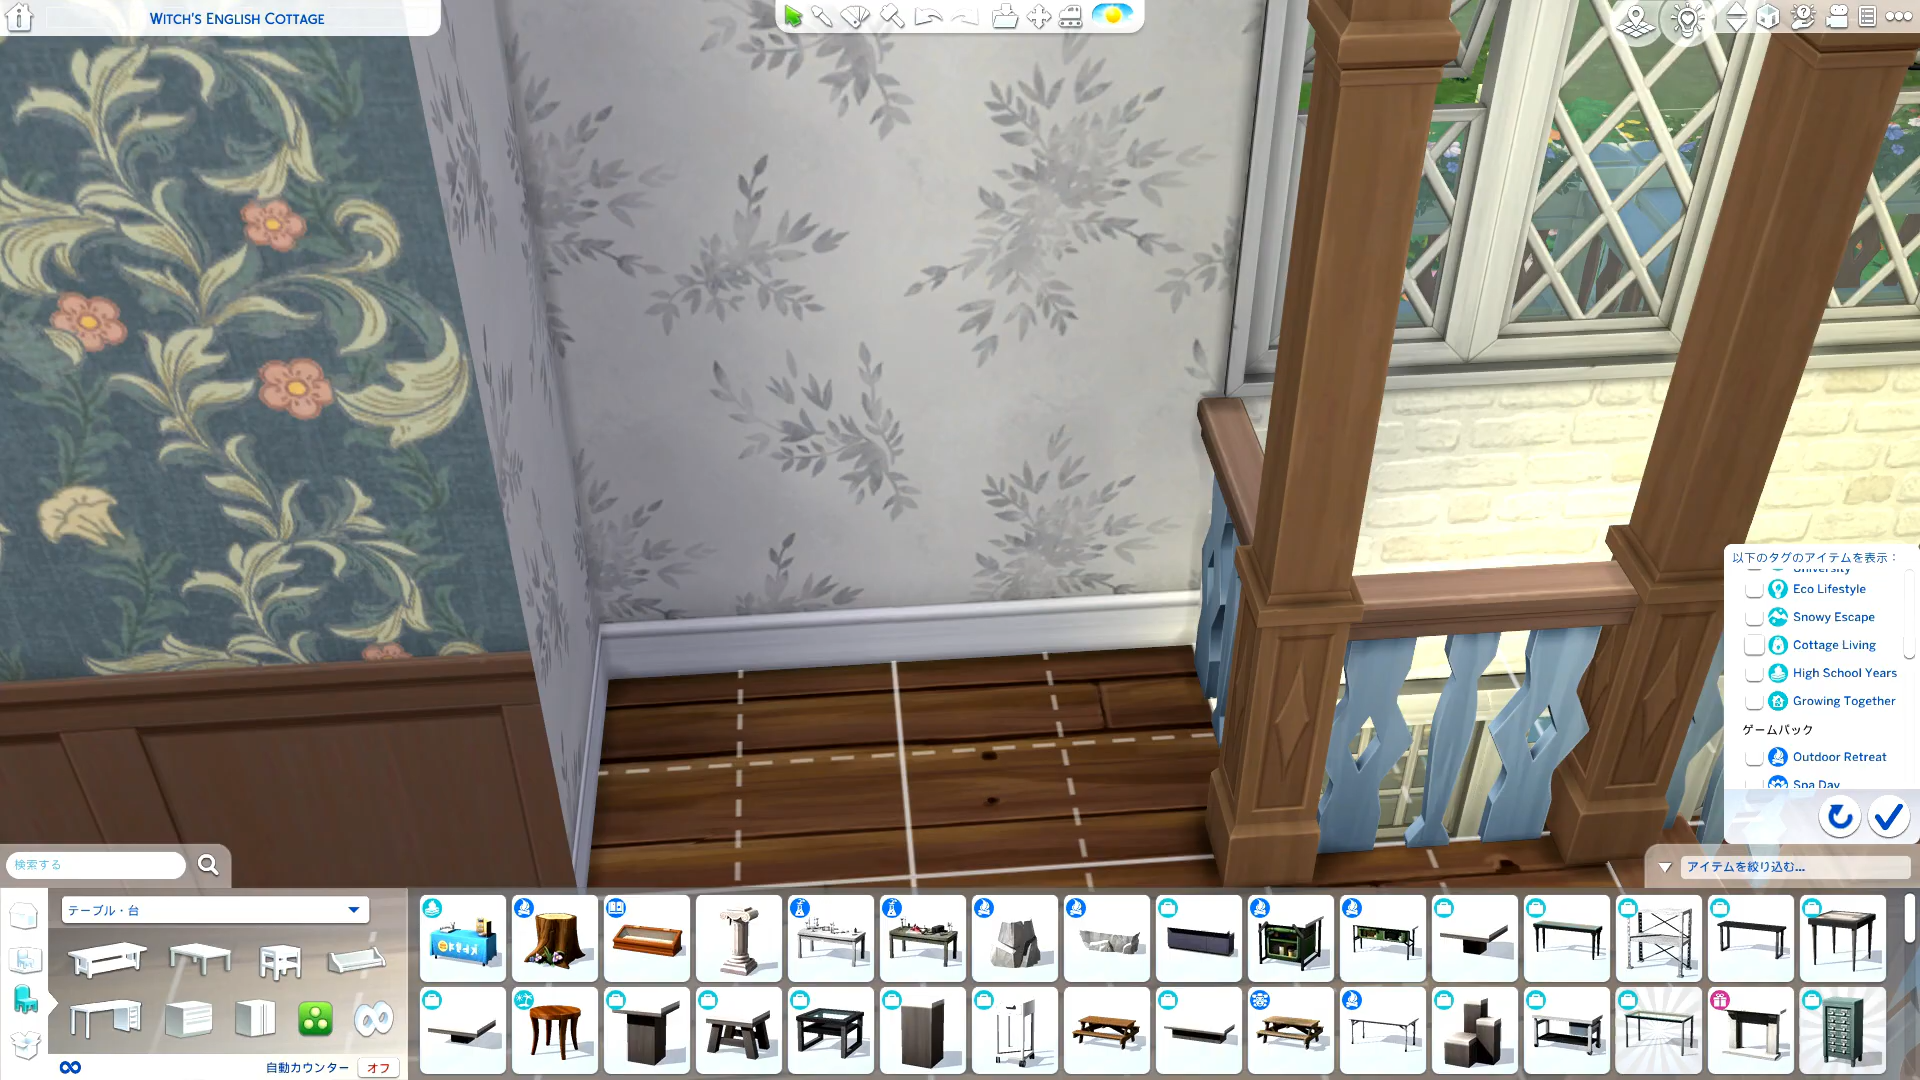 WITCH'S ENGLISH COTTAGE
以下のタグのアイテムを表示：
University
Eco Lifestyle
Snowy Escape
Cottage Living
High School Years
Growing Together
ゲームパック
Outdoor Retreat
Spa Day
検索する
アイテムを絞り込む...
テーブル・台
自動カウンター
オフ